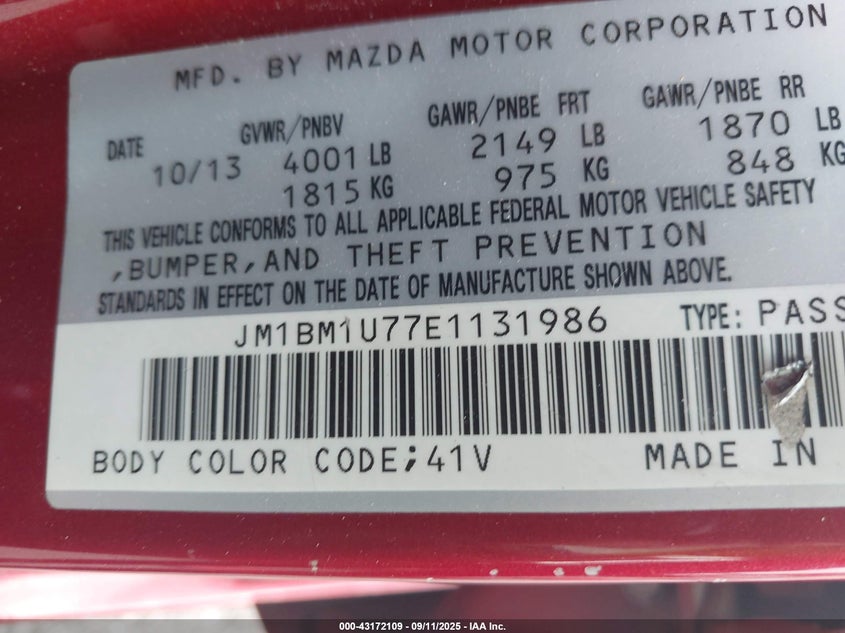 MFD. BY MAZDA MOTOR CORPORATION
DATE GVWR/PNBV GAWR/PNBE FRT GAWR/PNBE RR
10/13 4001 LB 2149 LB 1870 LB
1815 KG 975 KG 848 KG
THIS VEHICLE CONFORMS TO ALL APPLICABLE FEDERAL MOTOR VEHICLE SAFETY
,BUMPER,AND THEFT PREVENTION
STANDARDS IN EFFECT ON THE DATE OF MANUFACTURE SHOWN ABOVE.
JM1BM1U77E1131986 TYPE: PASS
BODY COLOR CODE;41V MADE IN
000-43172109 - 09/11/2025 - IAA Inc.